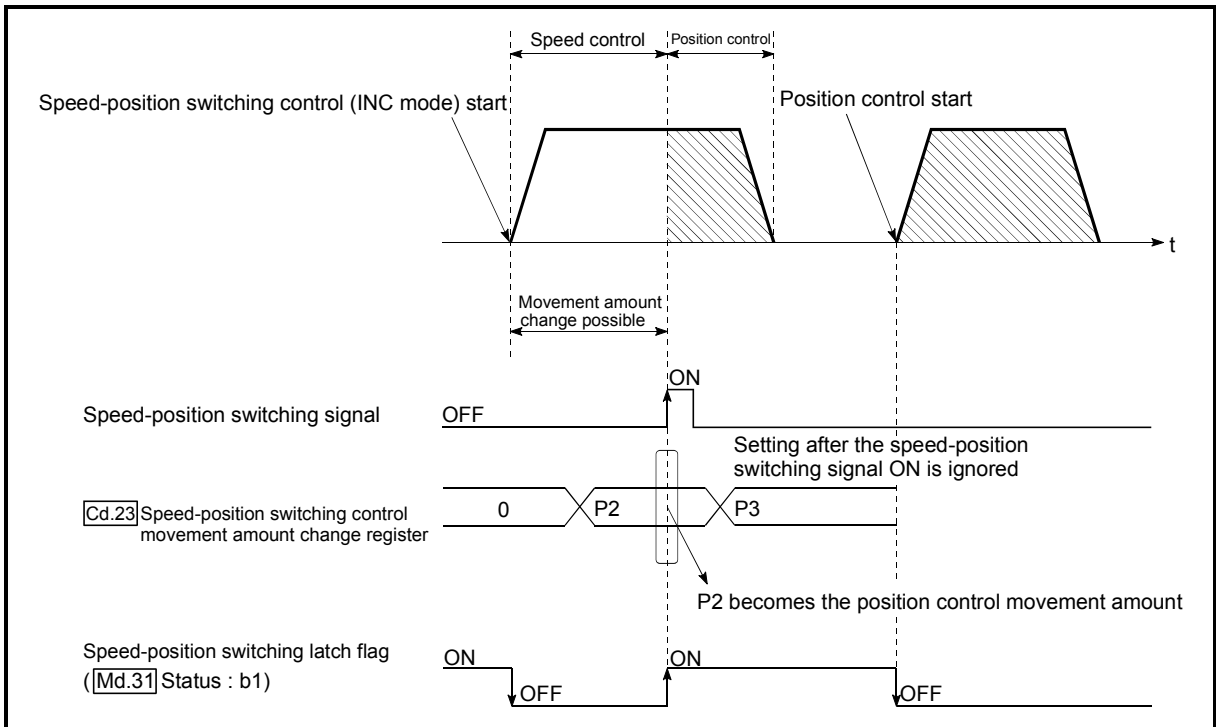 Speed control
Position control
Speed-position switching control (INC mode) start
Position control start
t
Movement amount
change possible
ON
Speed-position switching signal
OFF
Setting after the speed-position
switching signal ON is ignored
Cd.23 Speed-position switching control
movement amount change register
0
P2
P3
P2 becomes the position control movement amount
Speed-position switching latch flag
( Md.31 Status : b1)
ON
OFF
ON
OFF